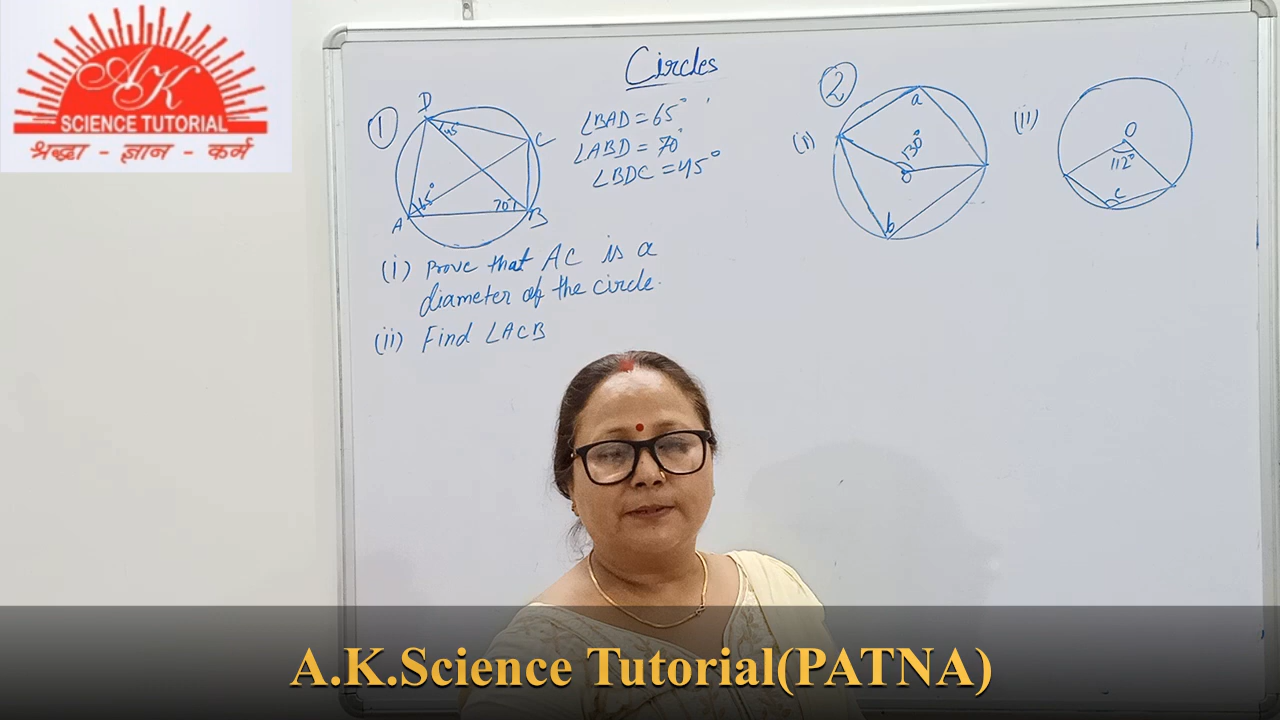 AK
SCIENCE TUTORIAL
श्रद्धा - ज्ञान - कर्म
Circles
1
D
45°
C
A
65°
70°
B
∠BAD = 65°
∠ABD = 70°
∠BDC = 45°
(i) Prove that AC is a
diameter of the circle.
(ii) Find ∠ACB
2
(i)
a
130°
O
b
(ii)
O
112°
c
A.K.Science Tutorial(PATNA)